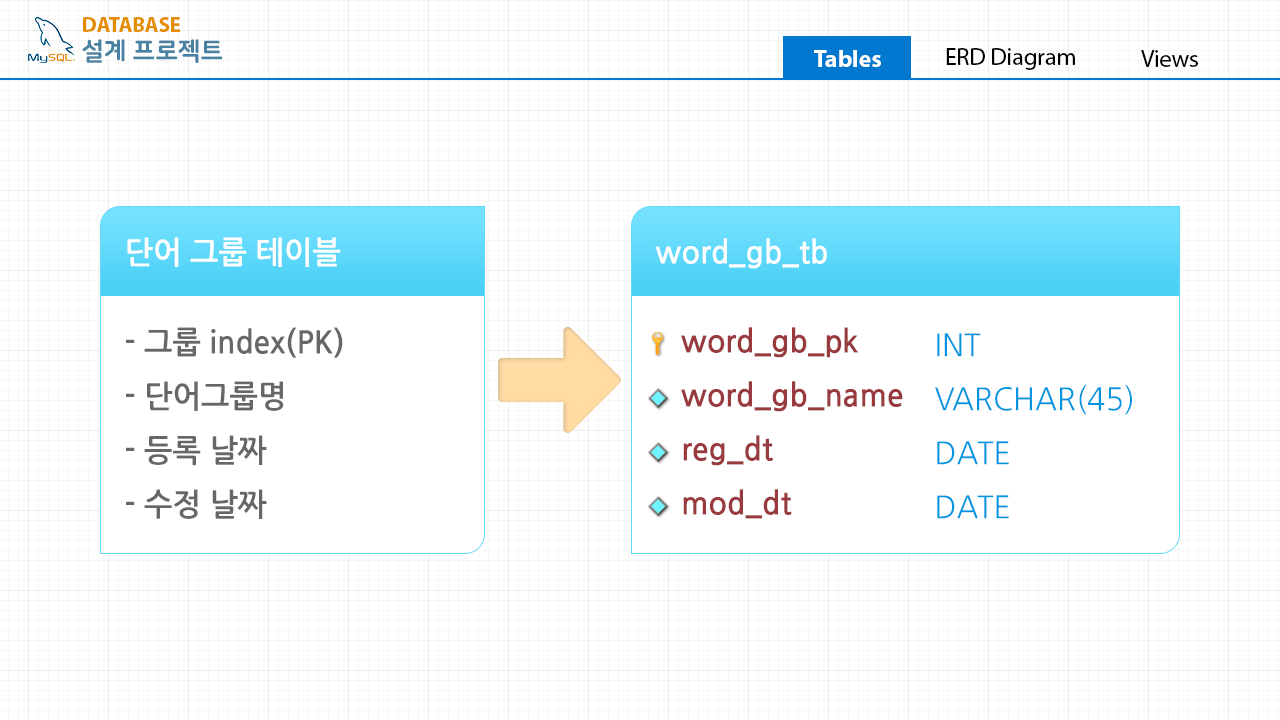 MySQL
DATABASE
설계 프로젝트
Tables
ERD Diagram
Views
단어 그룹 테이블
- 그룹 index(PK)
- 단어그룹명
- 등록 날짜
- 수정 날짜
word_gb_tb
word_gb_pk INT
word_gb_name VARCHAR(45)
reg_dt DATE
mod_dt DATE